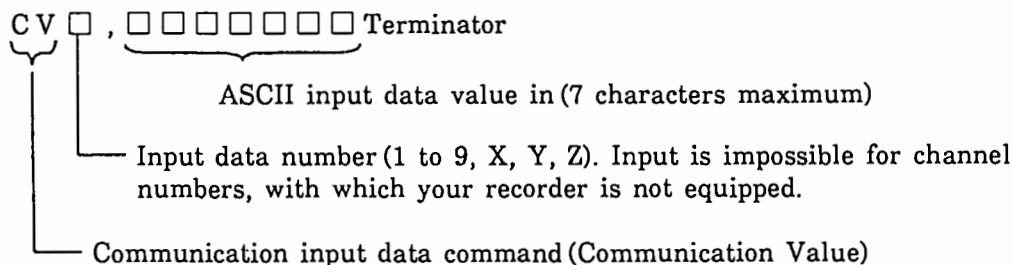 CV □ , □ □ □ □ □ □ □ Terminator
ASCII input data value in (7 characters maximum)
Input data number (1 to 9, X, Y, Z). Input is impossible for channel
numbers, with which your recorder is not equipped.
Communication input data command (Communication Value)